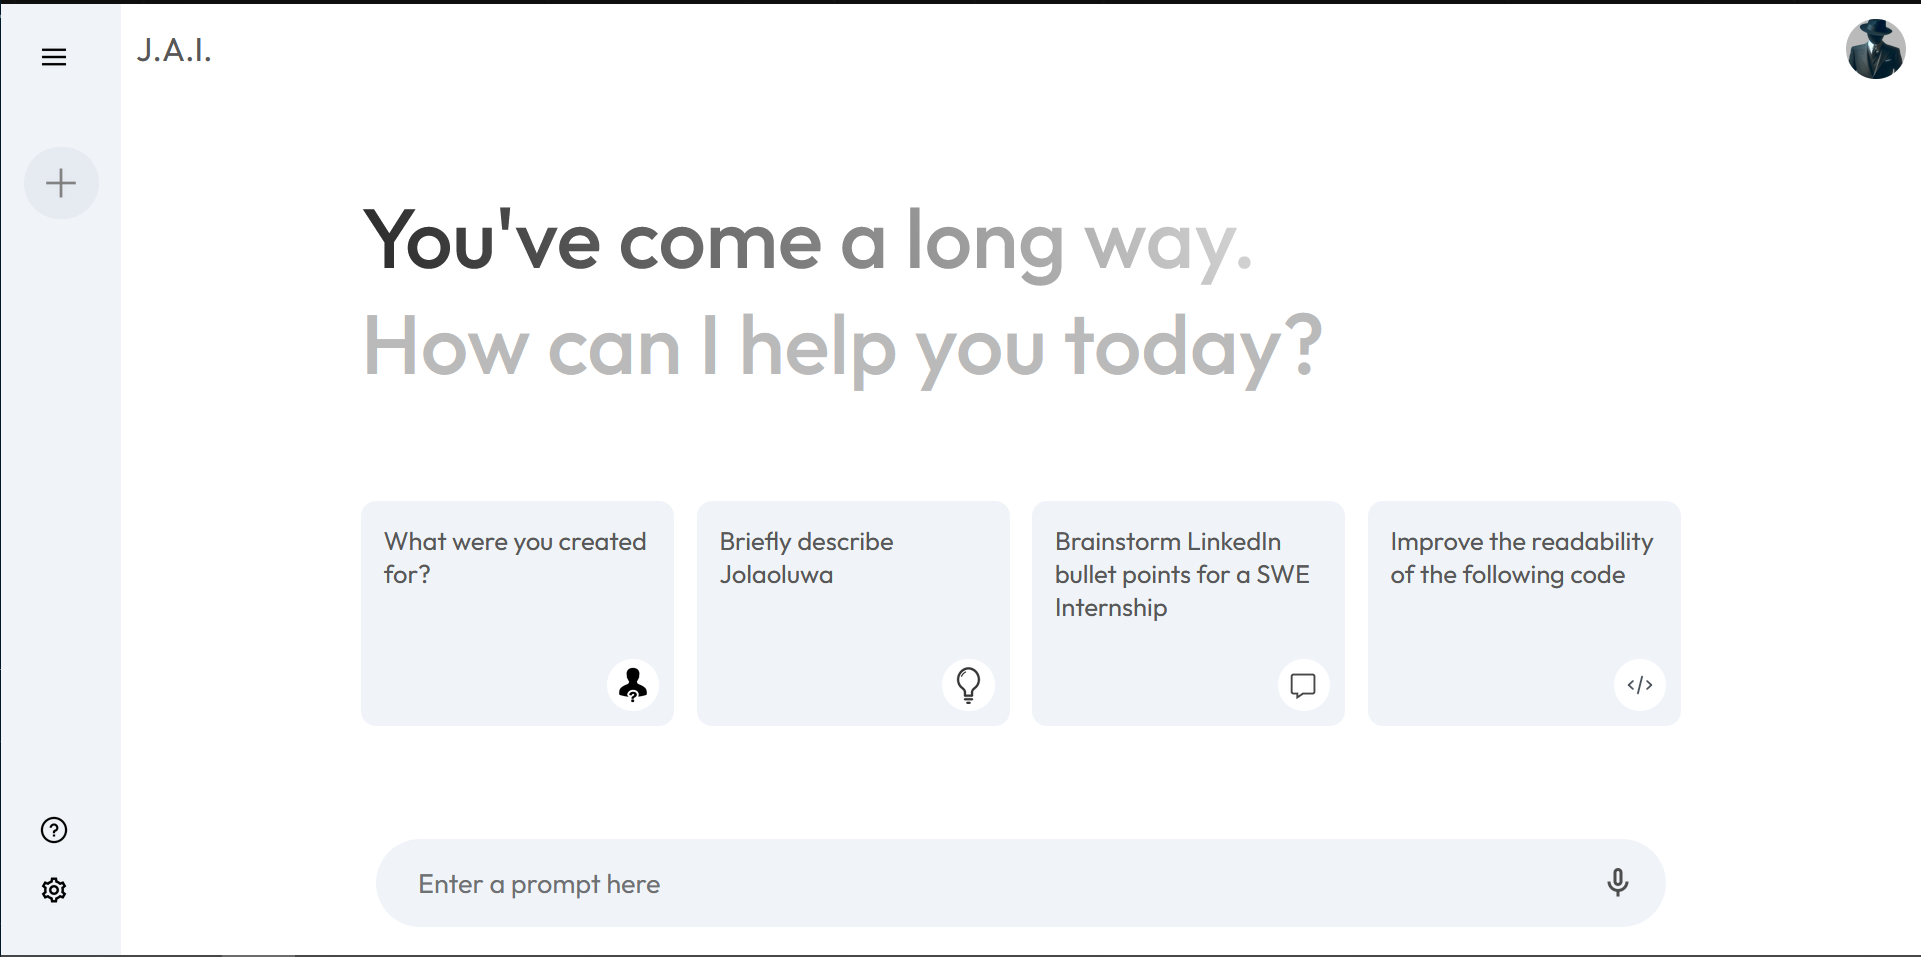 J.A.I.
You've come a long way.
How can I help you today?
What were you created
for?
Briefly describe
Jolaoluwa
Brainstorm LinkedIn
bullet points for a SWE
Internship
Improve the readability
of the following code
Enter a prompt here